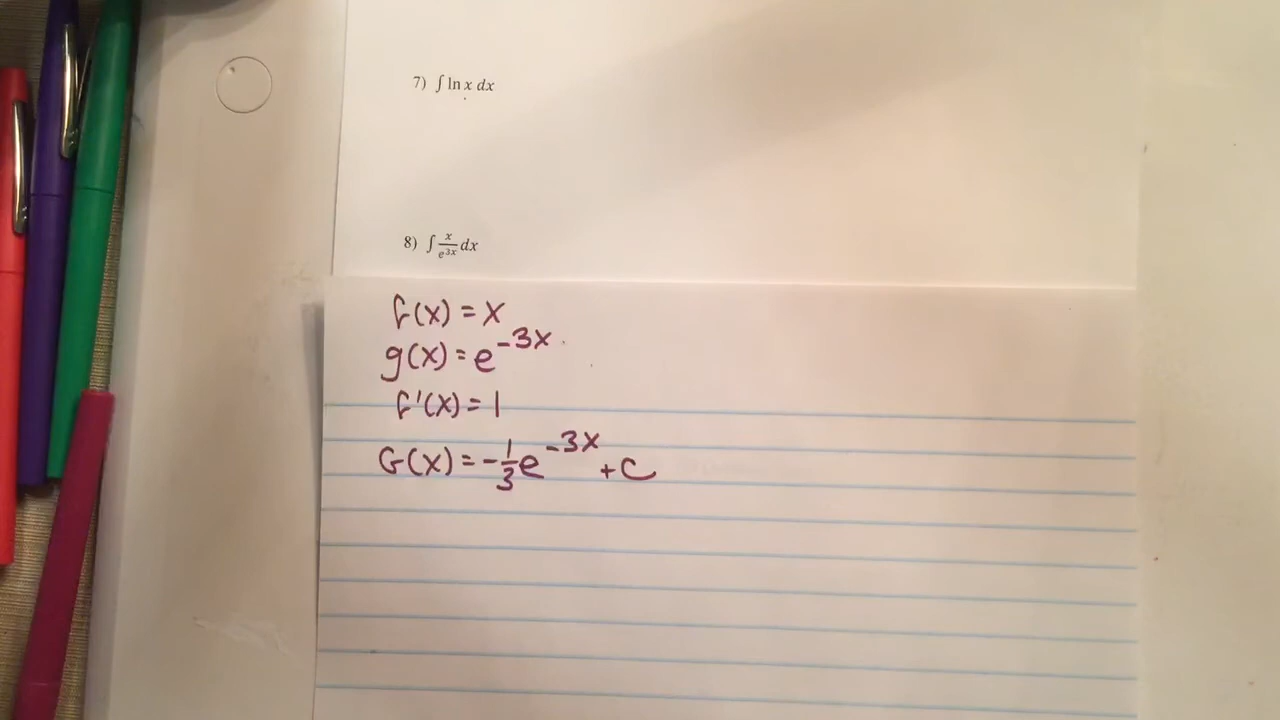 7) ∫ ln x dx
8) ∫ x/e^{3x} dx
f(x) = x
g(x) = e^{-3x}
f'(x) = 1
G(x) = -1/3 e^{-3x} + C